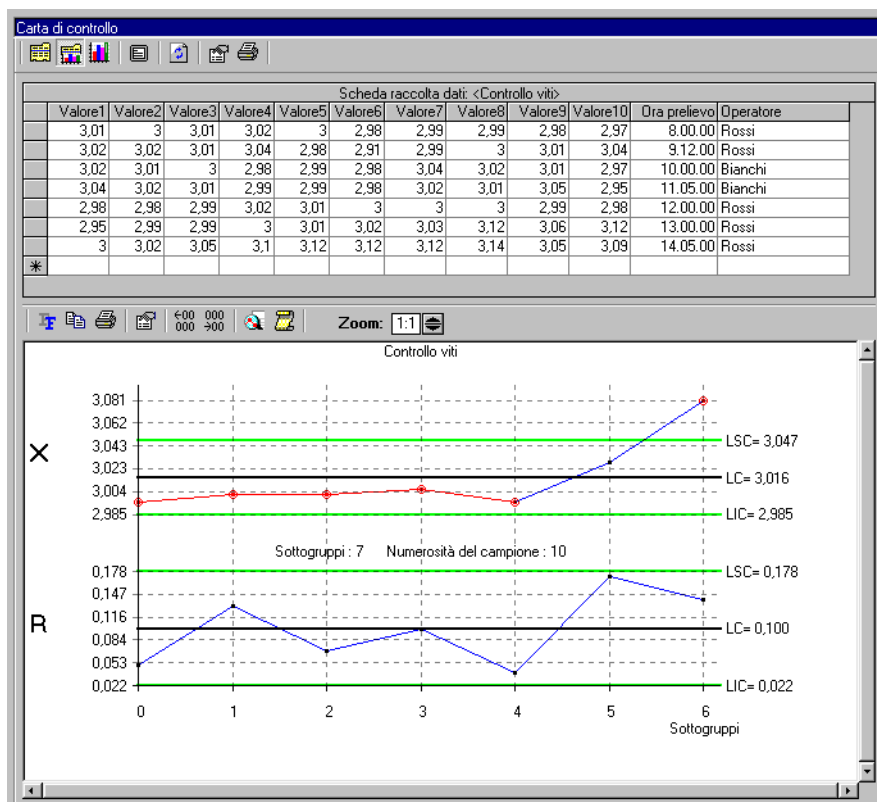 Carta di controllo
Scheda raccolta dati: <Controllo viti>
Valore1 Valore2 Valore3 Valore4 Valore5 Valore6 Valore7 Valore8 Valore9 Valore10 Ora prelievo Operatore
3,01 3 3,01 3,02 3 2,98 2,99 2,99 2,98 2,97 8.00.00 Rossi
3,02 3,02 3,01 3,04 2,98 2,91 2,99 3 3,01 3,04 9.12.00 Rossi
3,02 3,01 3 2,98 2,99 2,98 3,04 3,02 3,01 2,97 10.00.00 Bianchi
3,04 3,02 3,01 2,99 2,99 2,98 3,02 3,01 3,05 2,95 11.05.00 Bianchi
2,98 2,98 2,99 3,02 3,01 3 3 3 2,99 2,98 12.00.00 Rossi
2,95 2,99 2,99 3 3,01 3,02 3,03 3,12 3,06 3,12 13.00.00 Rossi
3 3,02 3,05 3,1 3,12 3,12 3,12 3,14 3,05 3,09 14.05.00 Rossi
Zoom: 1:1
Controllo viti
X
3,081
3,062
3,043
3,023
3,004
2,985
LSC= 3,047
LC= 3,016
LIC= 2,985
Sottogruppi : 7 Numerosità del campione : 10
R
0,178
0,147
0,116
0,084
0,053
0,022
LSC= 0,178
LC= 0,100
LIC= 0,022
0 1 2 3 4 5 6
Sottogruppi